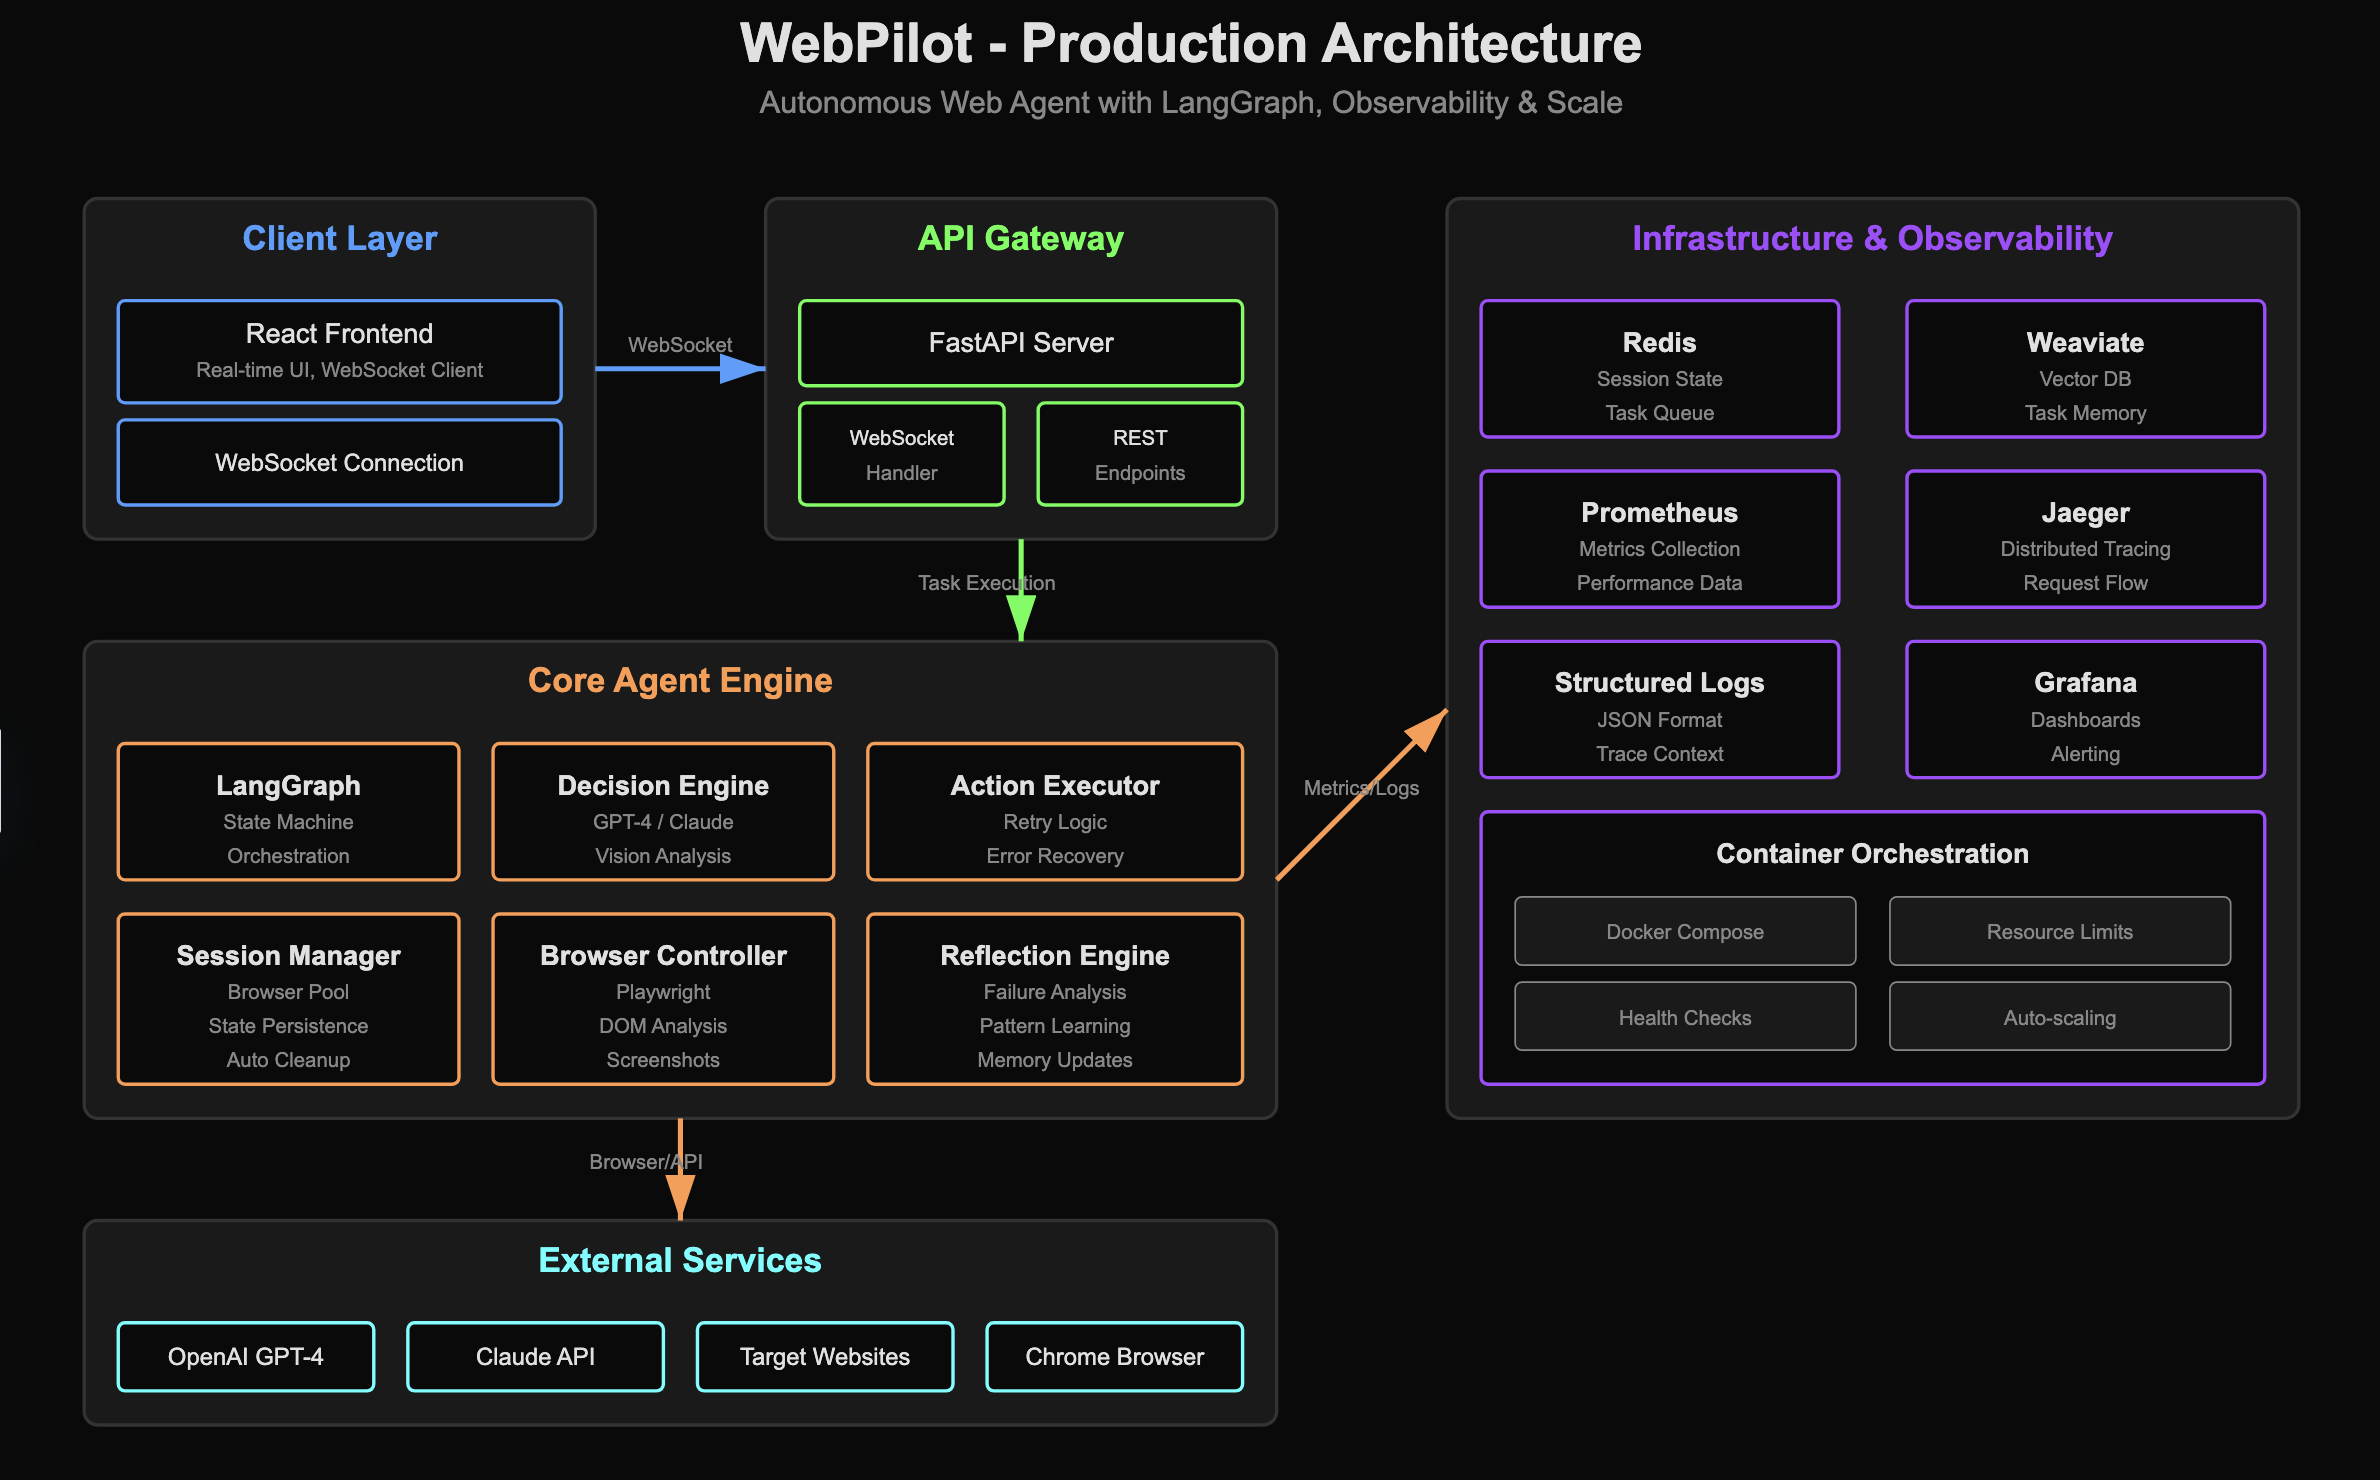 WebPilot - Production Architecture
Autonomous Web Agent with LangGraph, Observability & Scale
Client Layer
React Frontend
Real-time UI, WebSocket Client
WebSocket Connection
WebSocket
API Gateway
FastAPI Server
WebSocket
Handler
REST
Endpoints
Task Execution
Core Agent Engine
LangGraph
State Machine
Orchestration
Decision Engine
GPT-4 / Claude
Vision Analysis
Action Executor
Retry Logic
Error Recovery
Session Manager
Browser Pool
State Persistence
Auto Cleanup
Browser Controller
Playwright
DOM Analysis
Screenshots
Reflection Engine
Failure Analysis
Pattern Learning
Memory Updates
Metrics/Logs
Infrastructure & Observability
Redis
Session State
Task Queue
Weaviate
Vector DB
Task Memory
Prometheus
Metrics Collection
Performance Data
Jaeger
Distributed Tracing
Request Flow
Structured Logs
JSON Format
Trace Context
Grafana
Dashboards
Alerting
Container Orchestration
Docker Compose
Resource Limits
Health Checks
Auto-scaling
Browser/API
External Services
OpenAI GPT-4
Claude API
Target Websites
Chrome Browser